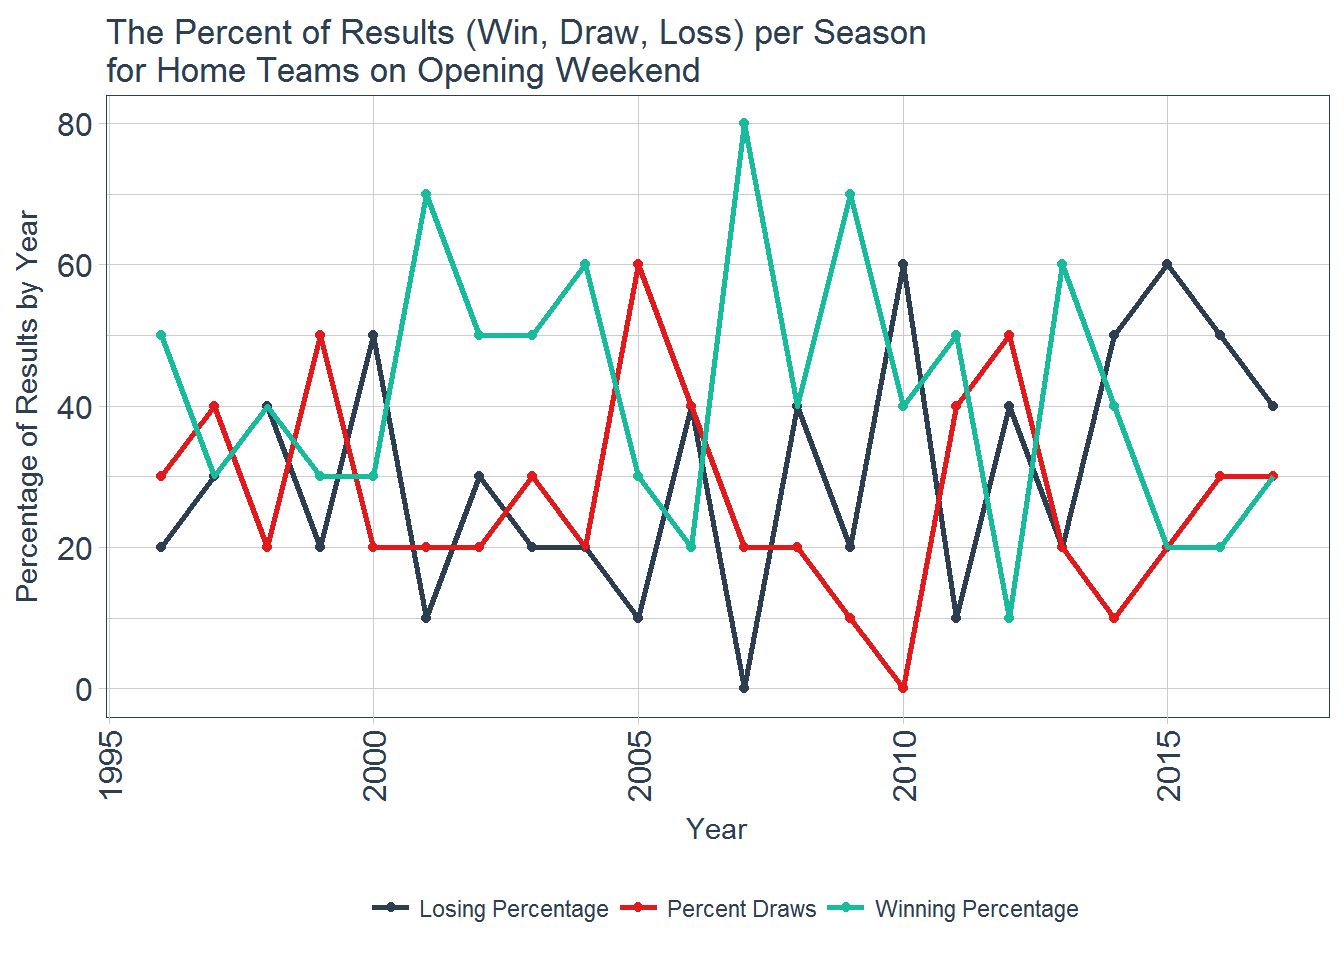 The Percent of Results (Win, Draw, Loss) per Season
for Home Teams on Opening Weekend
Percentage of Results by Year
80
60
40
20
0
1995
2000
2005
2010
2015
Year
Losing Percentage
Percent Draws
Winning Percentage